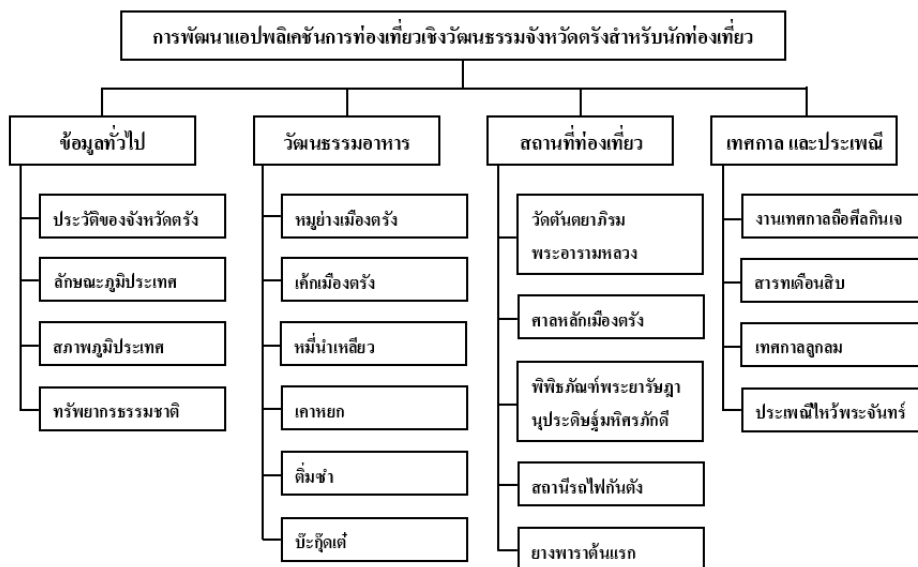 การพัฒนาแอปพลิเคชันการท่องเที่ยวเชิงวัฒนธรรมจังหวัดตรังสำหรับนักท่องเที่ยว
ข้อมูลทั่วไป
ประวัติของจังหวัดตรัง
ลักษณะภูมิประเทศ
สภาพภูมิประเทศ
ทรัพยากรธรรมชาติ
วัฒนธรรมอาหาร
หมูย่างเมืองตรัง
เค้กเมืองตรัง
หมี่น้ำเหลียว
เคาหยก
ติ่มซำ
บ๊ะกุ๊ดเต๋
สถานที่ท่องเที่ยว
วัดตันตยาภิรม
พระอารามหลวง
ศาลหลักเมืองตรัง
พิพิธภัณฑ์พระยารัษฎา
นุประดิษฐ์มหิศรภักดี
สถานีรถไฟกันตัง
ยางพาราต้นแรก
เทศกาล และประเพณี
งานเทศกาลถือศีลกินเจ
สารทเดือนสิบ
เทศกาลลูกลม
ประเพณีไหว้พระจันทร์